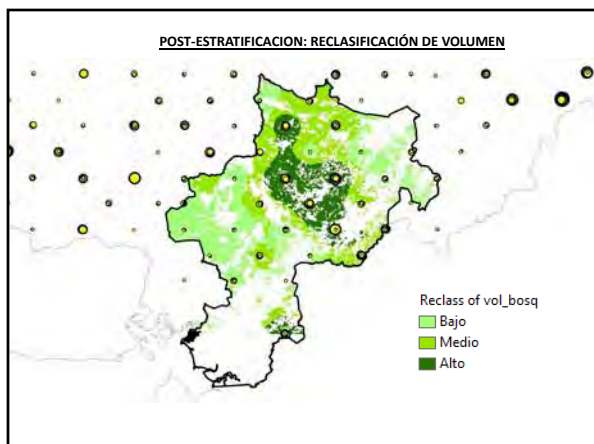 POST-ESTRATIFICACION: RECLASIFICACIÓN DE VOLUMEN
Reclass of vol_bosq
Bajo
Medio
Alto